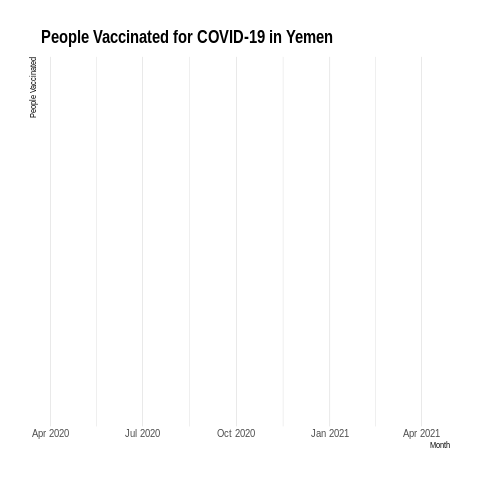 People Vaccinated for COVID-19 in Yemen
People Vaccinated
Apr 2020 Jul 2020 Oct 2020 Jan 2021 Apr 2021
Month